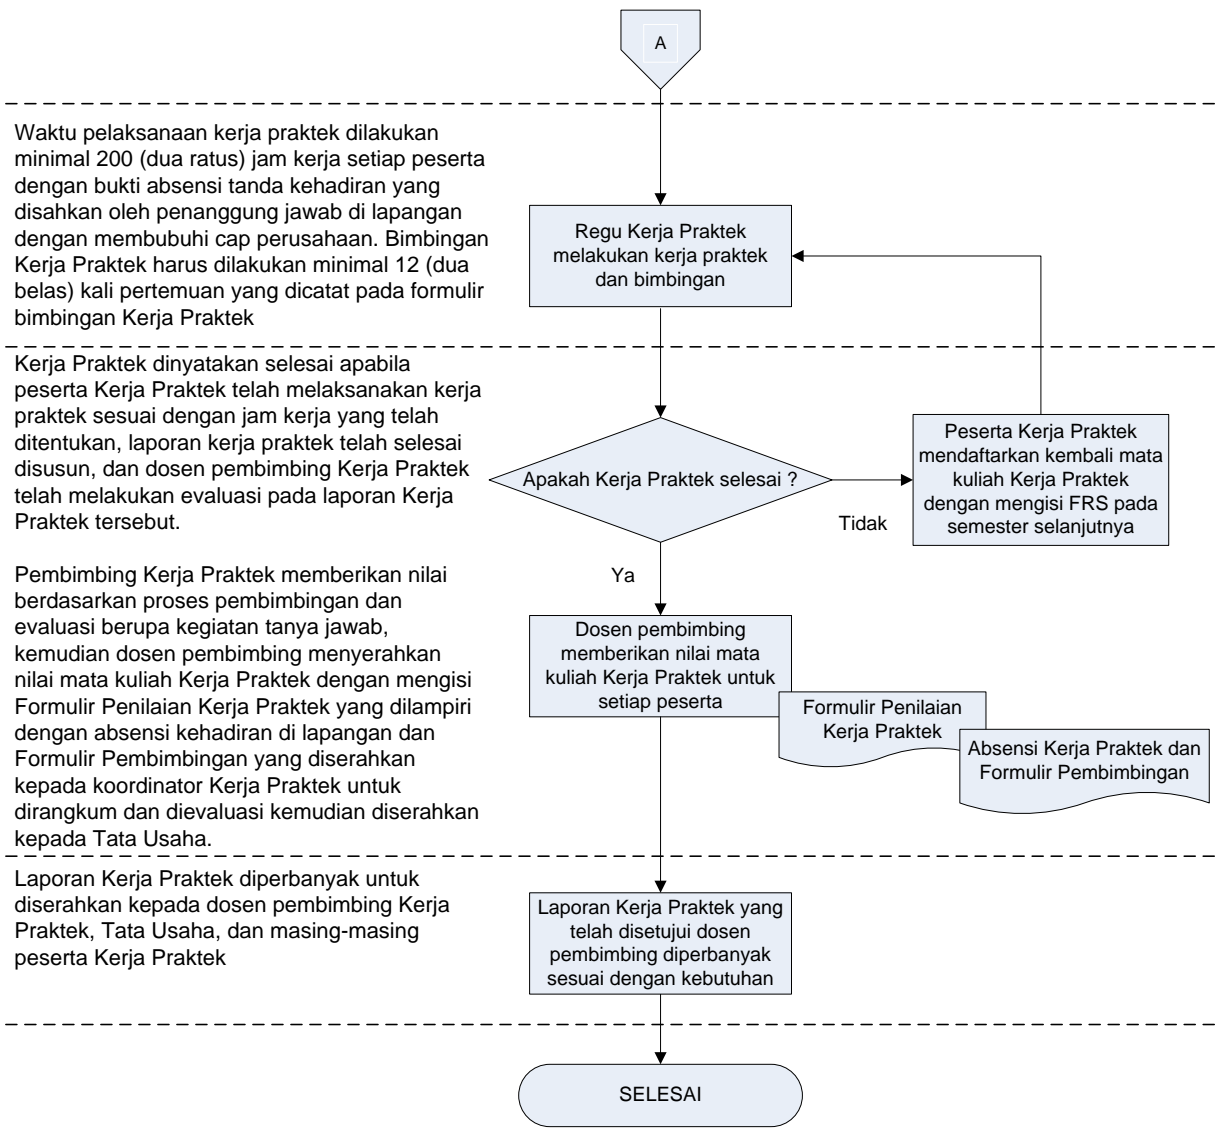 A
Waktu pelaksanaan kerja praktek dilakukan
minimal 200 (dua ratus) jam kerja setiap peserta
dengan bukti absensi tanda kehadiran yang
disahkan oleh penanggung jawab di lapangan
dengan membubuhi cap perusahaan. Bimbingan
Kerja Praktek harus dilakukan minimal 12 (dua
belas) kali pertemuan yang dicatat pada formulir
bimbingan Kerja Praktek
Regu Kerja Praktek
melakukan kerja praktek
dan bimbingan
Kerja Praktek dinyatakan selesai apabila
peserta Kerja Praktek telah melaksanakan kerja
praktek sesuai dengan jam kerja yang telah
ditentukan, laporan kerja praktek telah selesai
disusun, dan dosen pembimbing Kerja Praktek
telah melakukan evaluasi pada laporan Kerja
Praktek tersebut.
Apakah Kerja Praktek selesai ?
Tidak
Peserta Kerja Praktek
mendaftarkan kembali mata
kuliah Kerja Praktek
dengan mengisi FRS pada
semester selanjutnya
Ya
Pembimbing Kerja Praktek memberikan nilai
berdasarkan proses pembimbingan dan
evaluasi berupa kegiatan tanya jawab,
kemudian dosen pembimbing menyerahkan
nilai mata kuliah Kerja Praktek dengan mengisi
Formulir Penilaian Kerja Praktek yang dilampiri
dengan absensi kehadiran di lapangan dan
Formulir Pembimbingan yang diserahkan
kepada koordinator Kerja Praktek untuk
dirangkum dan dievaluasi kemudian diserahkan
kepada Tata Usaha.
Dosen pembimbing
memberikan nilai mata
kuliah Kerja Praktek untuk
setiap peserta
Formulir Penilaian
Kerja Praktek
Absensi Kerja Praktek dan
Formulir Pembimbingan
Laporan Kerja Praktek diperbanyak untuk
diserahkan kepada dosen pembimbing Kerja
Praktek, Tata Usaha, dan masing-masing
peserta Kerja Praktek
Laporan Kerja Praktek yang
telah disetujui dosen
pembimbing diperbanyak
sesuai dengan kebutuhan
SELESAI